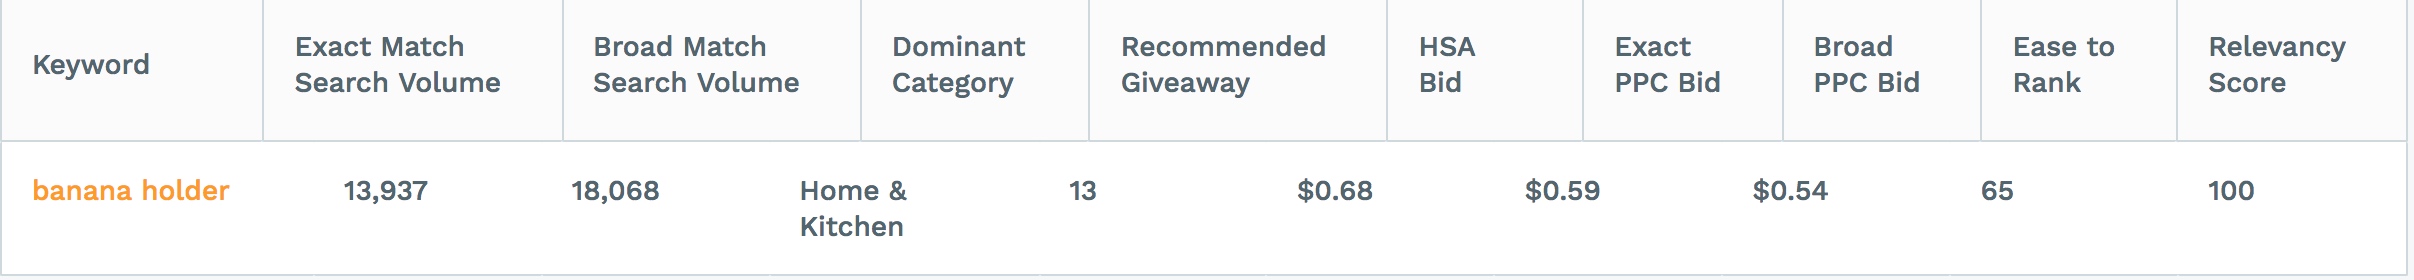 Keyword
Exact Match
Search Volume
Broad Match
Search Volume
Dominant
Category
Recommended
Giveaway
HSA
Bid
Exact
PPC Bid
Broad
PPC Bid
Ease to
Rank
Relevancy
Score
banana holder
13,937
18,068
Home &
Kitchen
13
$0.68
$0.59
$0.54
65
100